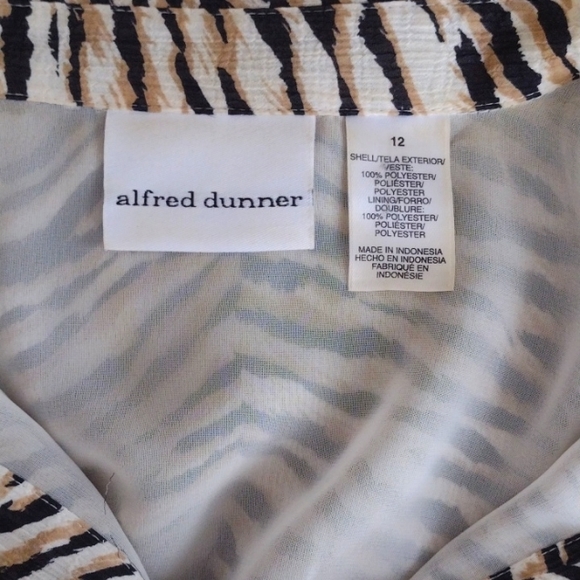 alfred dunner
12
SHELL/TELA EXTERIOR/
VESTE:
100% POLYESTER/
POLIÉSTER/
POLYESTER
LINING/FORRO/
DOUBLURE:
100% POLYESTER/
POLIÉSTER/
POLYESTER
MADE IN INDONESIA
HECHO EN INDONESIA
FABRIQUÉ EN
INDONÉSIE